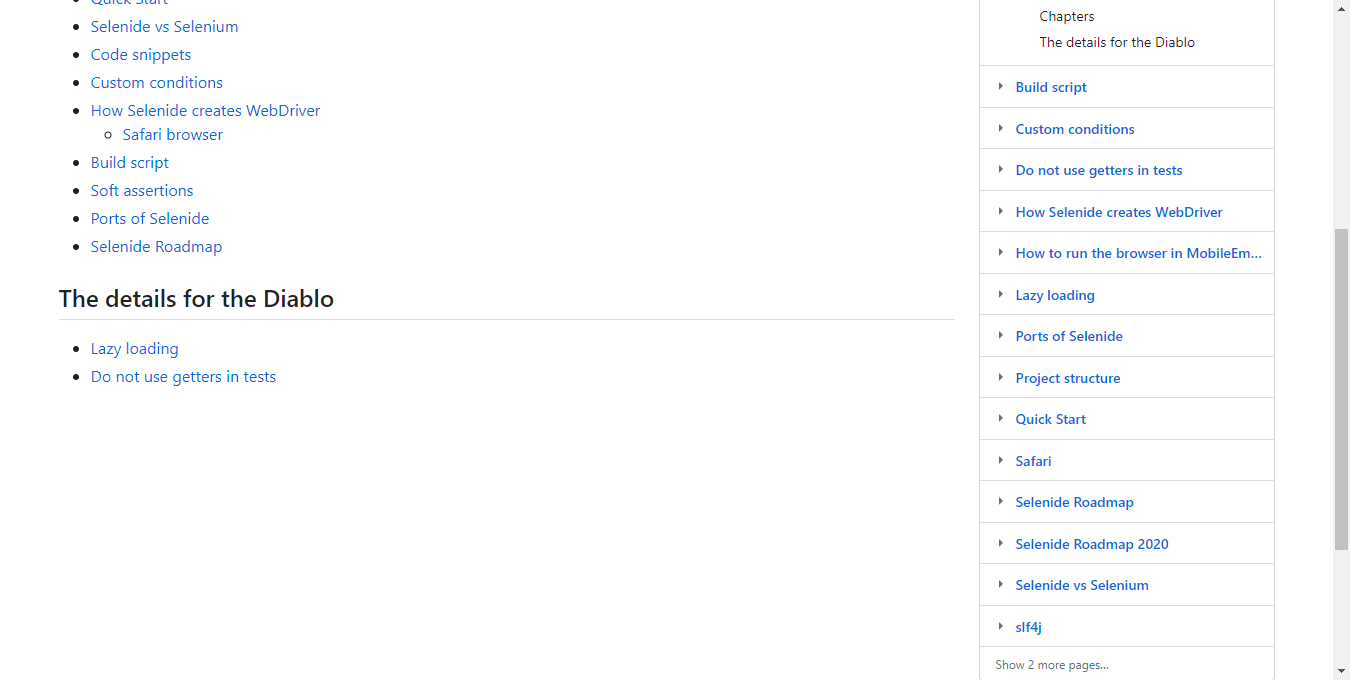 Quick Start
Selenide vs Selenium
Code snippets
Custom conditions
How Selenide creates WebDriver
Safari browser
Build script
Soft assertions
Ports of Selenide
Selenide Roadmap
The details for the Diablo
Lazy loading
Do not use getters in tests
Chapters
The details for the Diablo
Build script
Custom conditions
Do not use getters in tests
How Selenide creates WebDriver
How to run the browser in MobileEm...
Lazy loading
Ports of Selenide
Project structure
Quick Start
Safari
Selenide Roadmap
Selenide Roadmap 2020
Selenide vs Selenium
slf4j
Show 2 more pages...